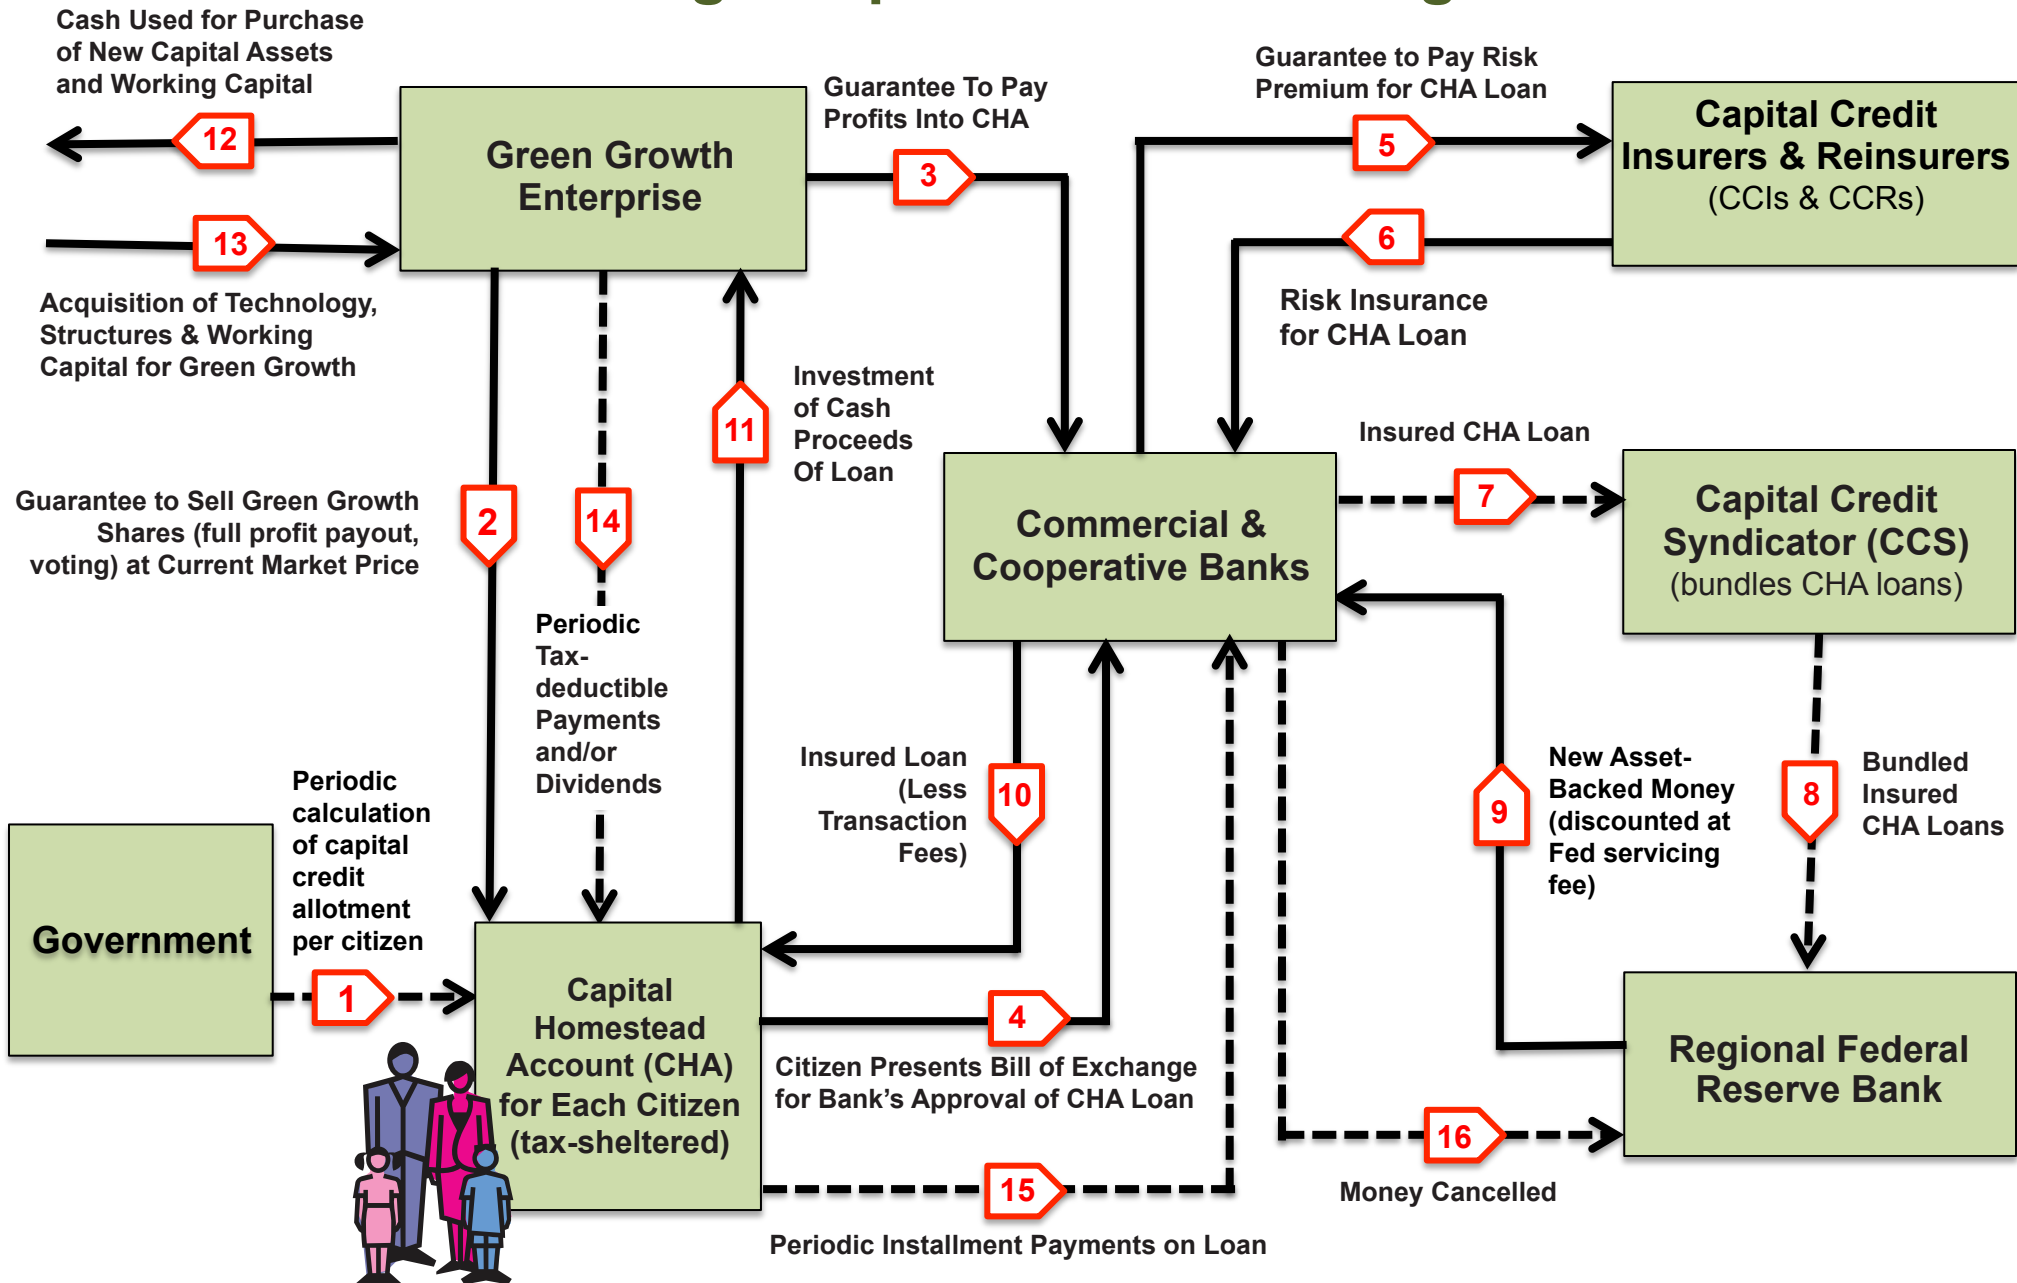 Cash Used for Purchase
of New Capital Assets
and Working Capital
12
Green Growth
Enterprise
Guarantee To Pay
Profits Into CHA
3
Guarantee to Pay Risk
Premium for CHA Loan
5
Capital Credit
Insurers & Reinsurers
(CCIs & CCRs)
13
Acquisition of Technology,
Structures & Working
Capital for Green Growth
6
Risk Insurance
for CHA Loan
11
Investment
of Cash
Proceeds
Of Loan
Guarantee to Sell Green Growth
Shares (full profit payout,
voting) at Current Market Price
2
14
Periodic
Tax-
deductible
Payments
and/or
Dividends
Commercial &
Cooperative Banks
Insured CHA Loan
7
Capital Credit
Syndicator (CCS)
(bundles CHA loans)
Insured Loan
(Less
Transaction
Fees)
10
9
New Asset-
Backed Money
(discounted at
Fed servicing
fee)
8
Bundled
Insured
CHA Loans
Government
Periodic
calculation
of capital
credit
allotment
per citizen
1
Capital
Homestead
Account (CHA)
for Each Citizen
(tax-sheltered)
4
Citizen Presents Bill of Exchange
for Bank's Approval of CHA Loan
Regional Federal
Reserve Bank
16
Money Cancelled
15
Periodic Installment Payments on Loan